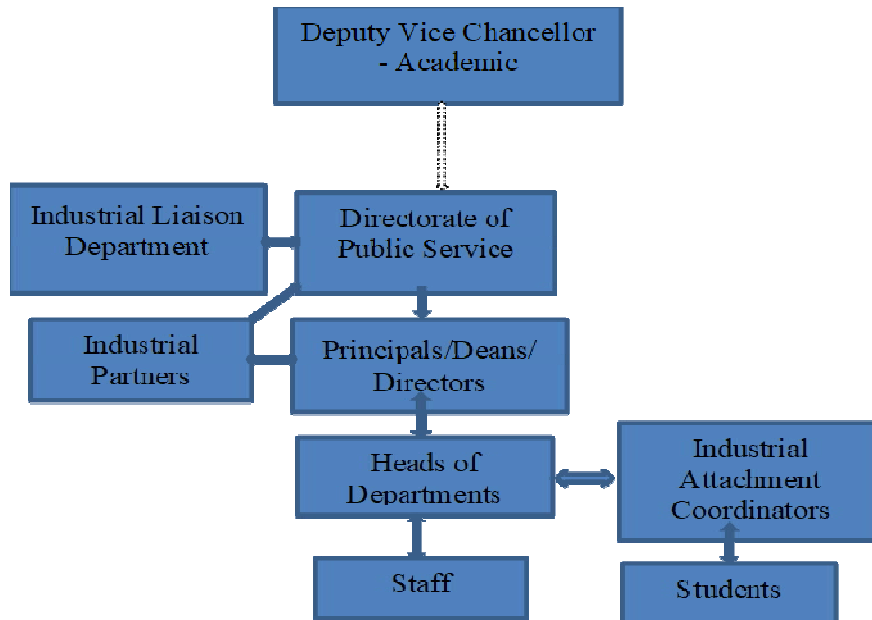 Deputy Vice Chancellor
- Academic
Industrial Liaison
Department
Directorate of
Public Service
Industrial
Partners
Principals/Deans/
Directors
Heads of
Departments
Industrial
Attachment
Coordinators
Staff
Students